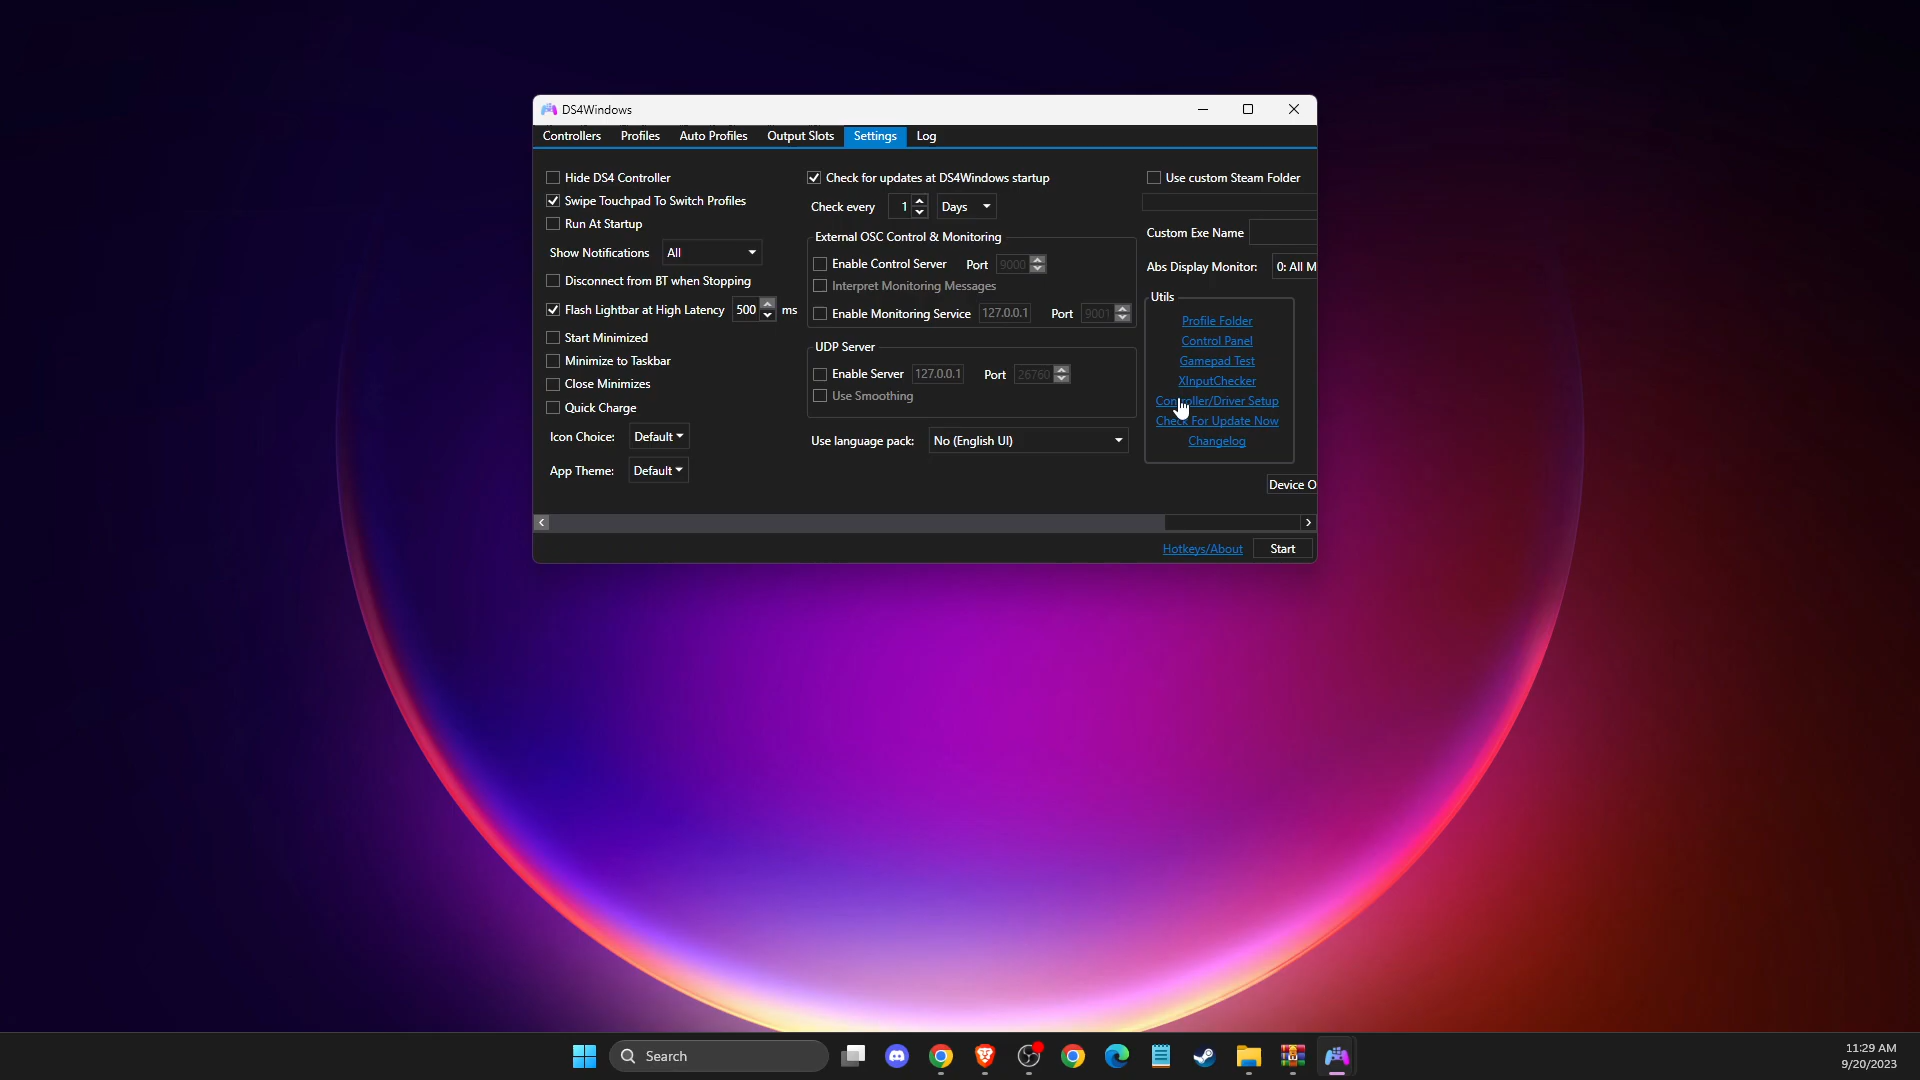 DS4Windows
Controllers Profiles Auto Profiles Output Slots Settings Log
Hide DS4 Controller
Swipe Touchpad To Switch Profiles
Run At Startup
Show Notifications All
Disconnect from BT when Stopping
Flash Lightbar at High Latency 500 ms
Start Minimized
Minimize to Taskbar
Close Minimizes
Quick Charge
Icon Choice: Default
App Theme: Default
Check for updates at DS4Windows startup
Check every 1 Days
External OSC Control & Monitoring
Enable Control Server Port 9000
Interpret Monitoring Messages
Enable Monitoring Service 127.0.0.1 Port 9001
UDP Server
Enable Server 127.0.0.1 Port 26760
Use Smoothing
Use language pack: No (English UI)
Use custom Steam Folder
Custom Exe Name
Abs Display Monitor: 0: All M
Utils
Profile Folder
Control Panel
Gamepad Test
XInputChecker
Controller/Driver Setup
Check For Update Now
Changelog
Device O
Hotkeys/About Start
Search
11:29 AM
9/20/2023